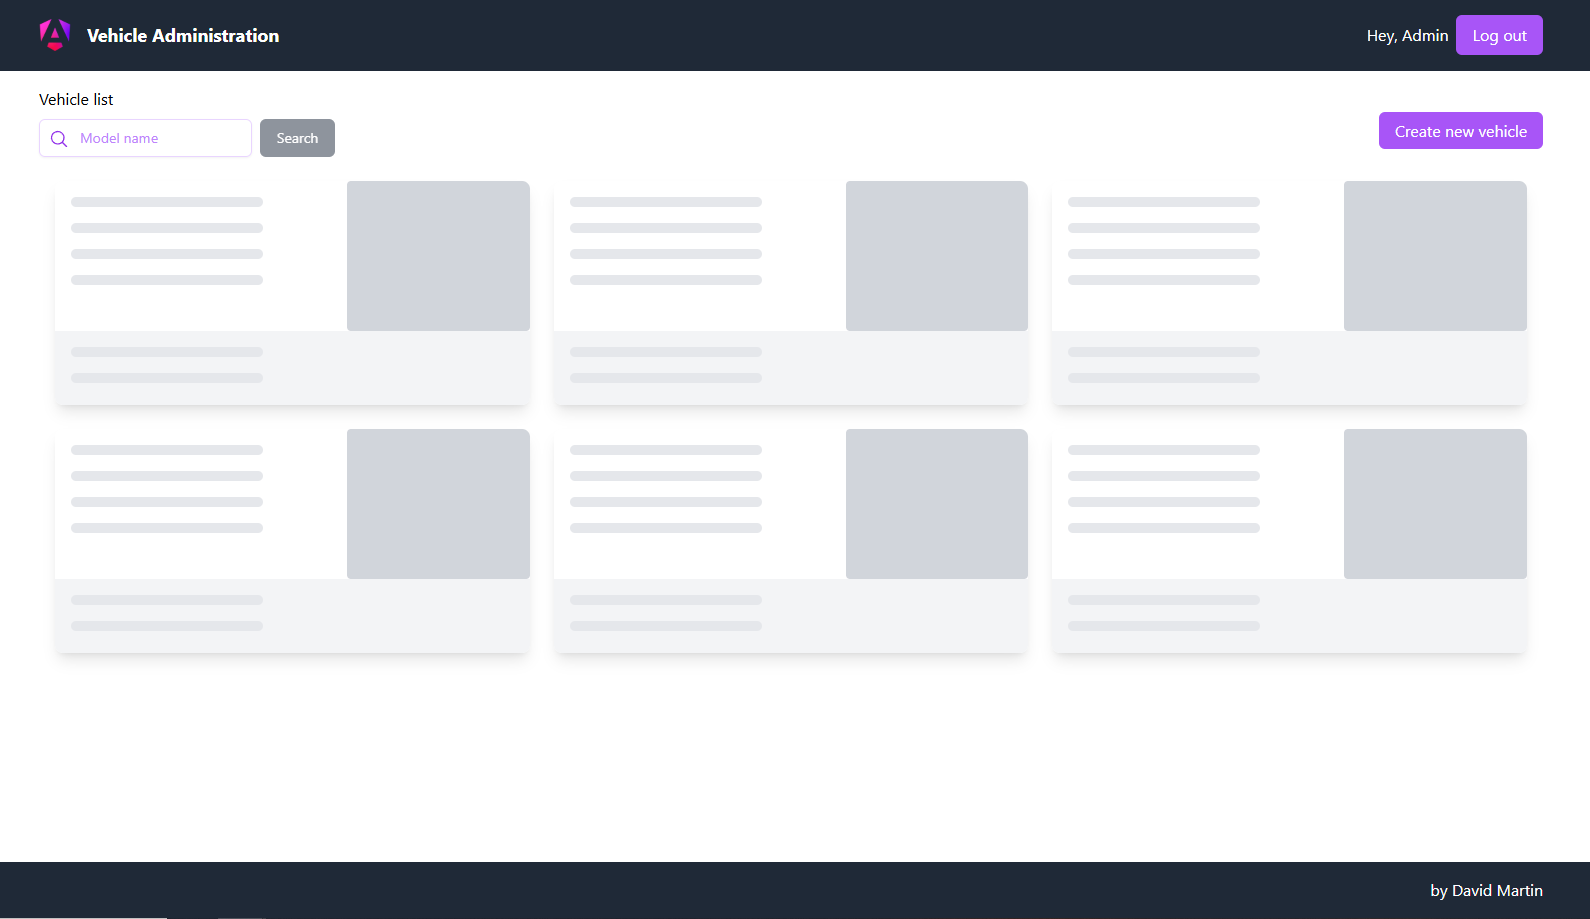 Vehicle Administration
Hey, Admin
Log out
Vehicle list
Model name
Search
Create new vehicle
by David Martin